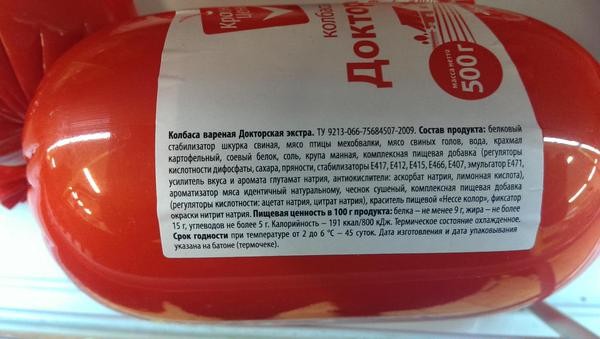 Кра
Це
КОЛБА
ДОКТОР
масса нетто
500г
Колбаса вареная Докторская экстра. ТУ 9213-066-75684507-2009. Состав продукта: белковый
стабилизатор шкурка свиная, мясо птицы мехобвалки, мясо свиных голов, вода, крахмал
картофельный, соевый белок, соль, крупа манная, комплексная пищевая добавка (регуляторы
кислотности дифосфаты, сахара, пряности, стабилизаторы Е417, Е412, Е415, Е466, Е407, эмульгатор Е471,
усилитель вкуса и аромата глутамат натрия, антиокислители: аскорбат натрия, лимонная кислота),
ароматизатор мяса идентичный натуральному, чеснок сушеный, комплексная пищевая добавка
(регуляторы кислотности: ацетат натрия, цитрат натрия), краситель пищевой «Нессе колор», фиксатор
окраски нитрит натрия. Пищевая ценность в 100 г продукта: белка – не менее 9 г, жира – не более
15 г, углеводов не более 5 г. Калорийность – 191 ккал/800 кДж. Термическое состояние охлажденное.
Срок годности при температуре от 2 до 6 °С – 45 суток. Дата изготовления и дата упаковывания
указана на батоне (термочеке).